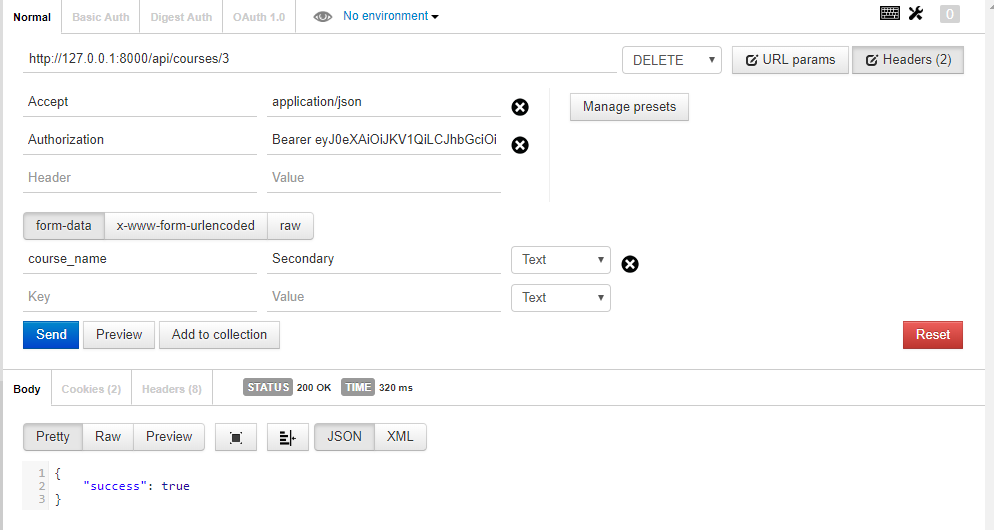 Normal Basic Auth Digest Auth OAuth 1.0 No environment 0
http://127.0.0.1:8000/api/courses/3 DELETE URL params Headers (2)
Accept application/json Manage presets
Authorization Bearer eyJ0eXAiOiJKV1QiLCJhbGciOi
Header Value
form-data x-www-form-urlencoded raw
course_name Secondary Text
Key Value Text
Send Preview Add to collection Reset
Body Cookies (2) Headers (8) STATUS 200 OK TIME 320 ms
Pretty Raw Preview JSON XML
1 {
2 "success": true
3 }